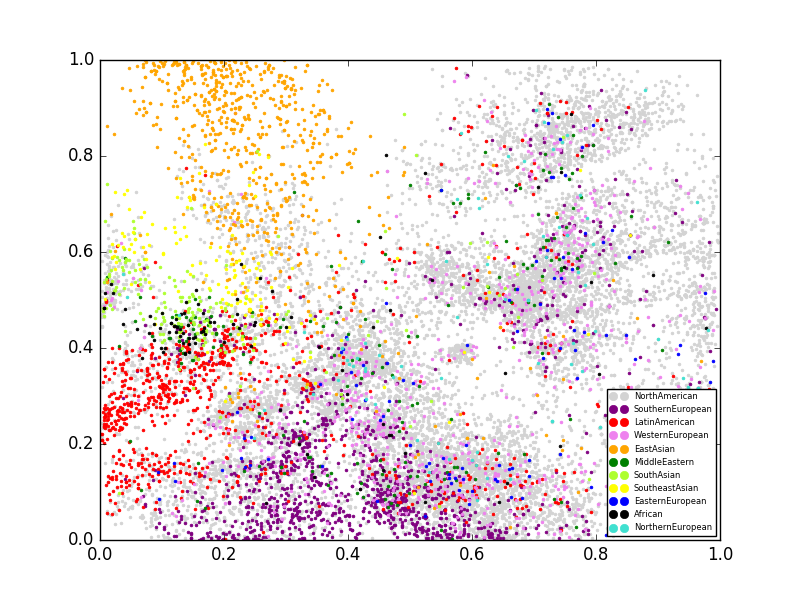 1.0
0.8
0.6
0.4
0.2
0.0
0.0 0.2 0.4 0.6 0.8 1.0
NorthAmerican
SouthernEuropean
LatinAmerican
WesternEuropean
EastAsian
MiddleEastern
SouthAsian
SoutheastAsian
EasternEuropean
African
NorthernEuropean